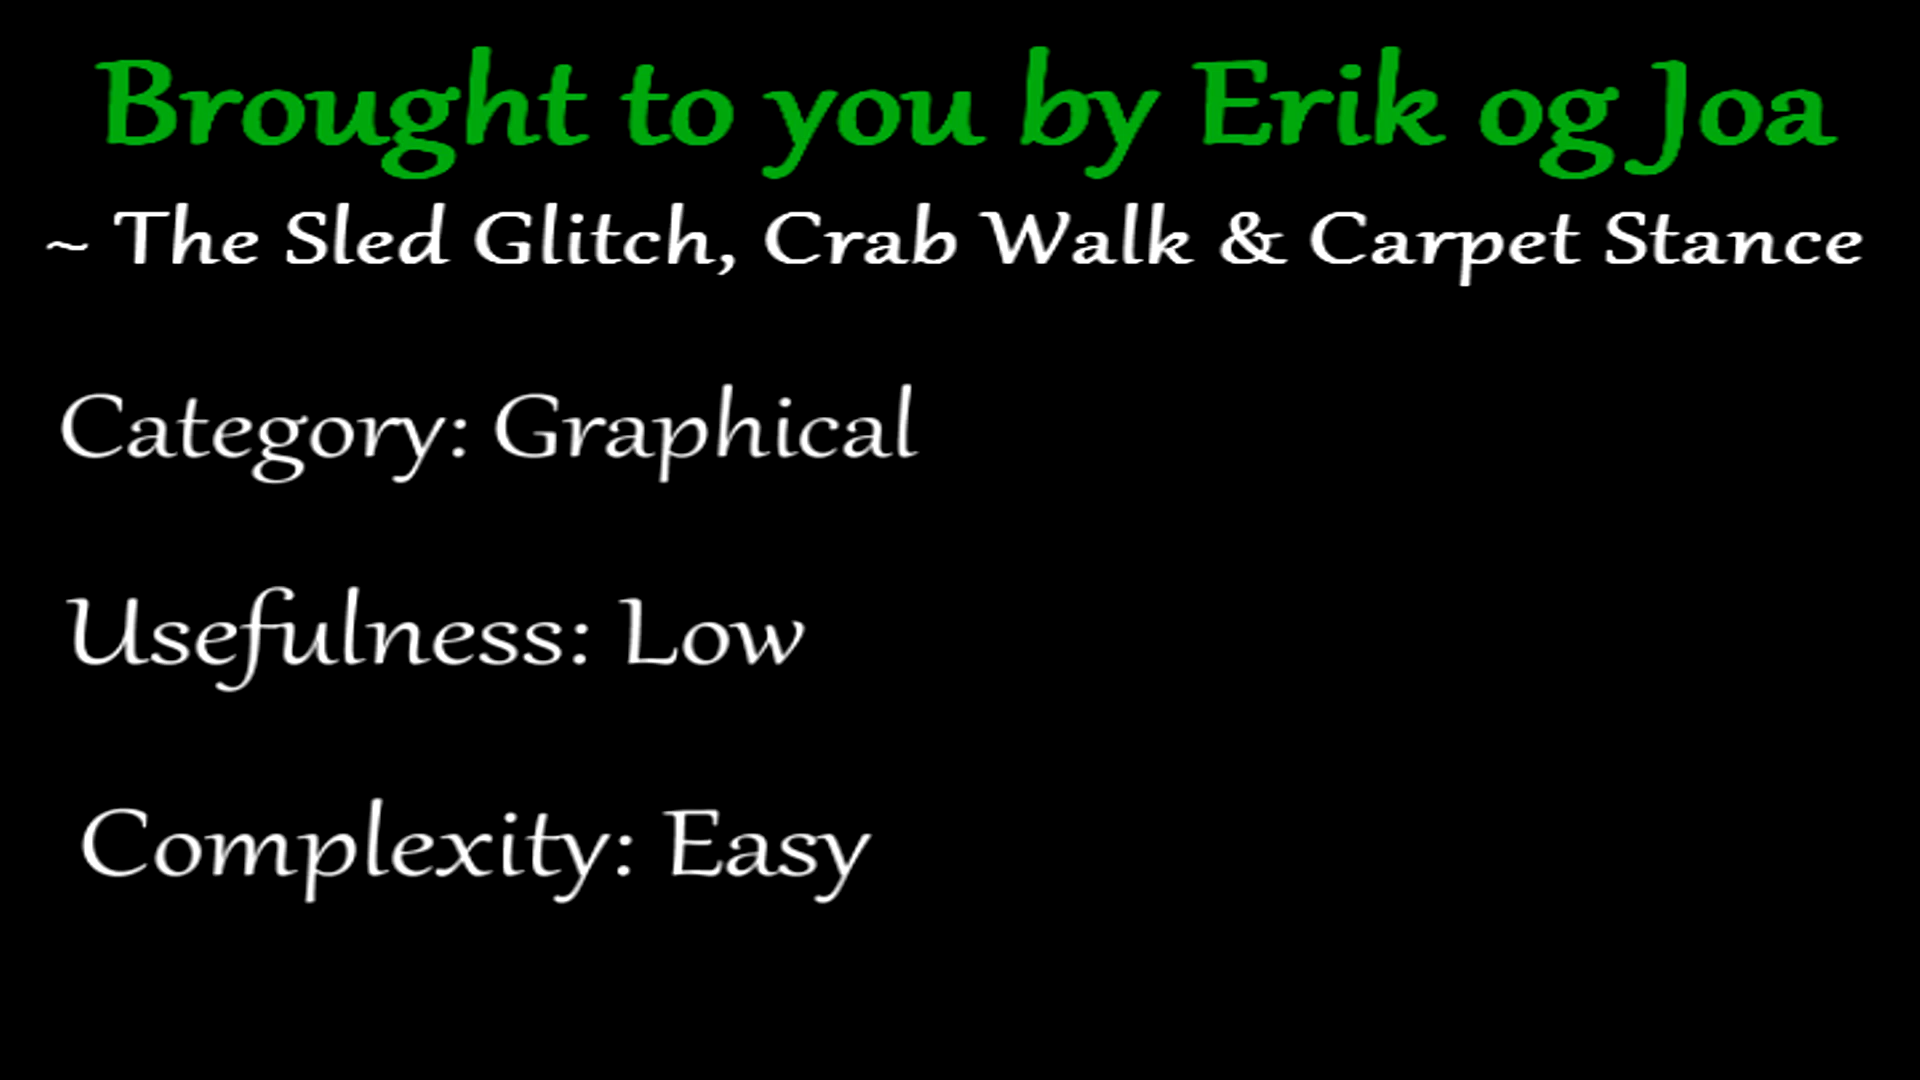 Brought to you by Erik og Joa
~ The Sled Glitch, Crab Walk & Carpet Stance
Category: Graphical
Usefulness: Low
Complexity: Easy